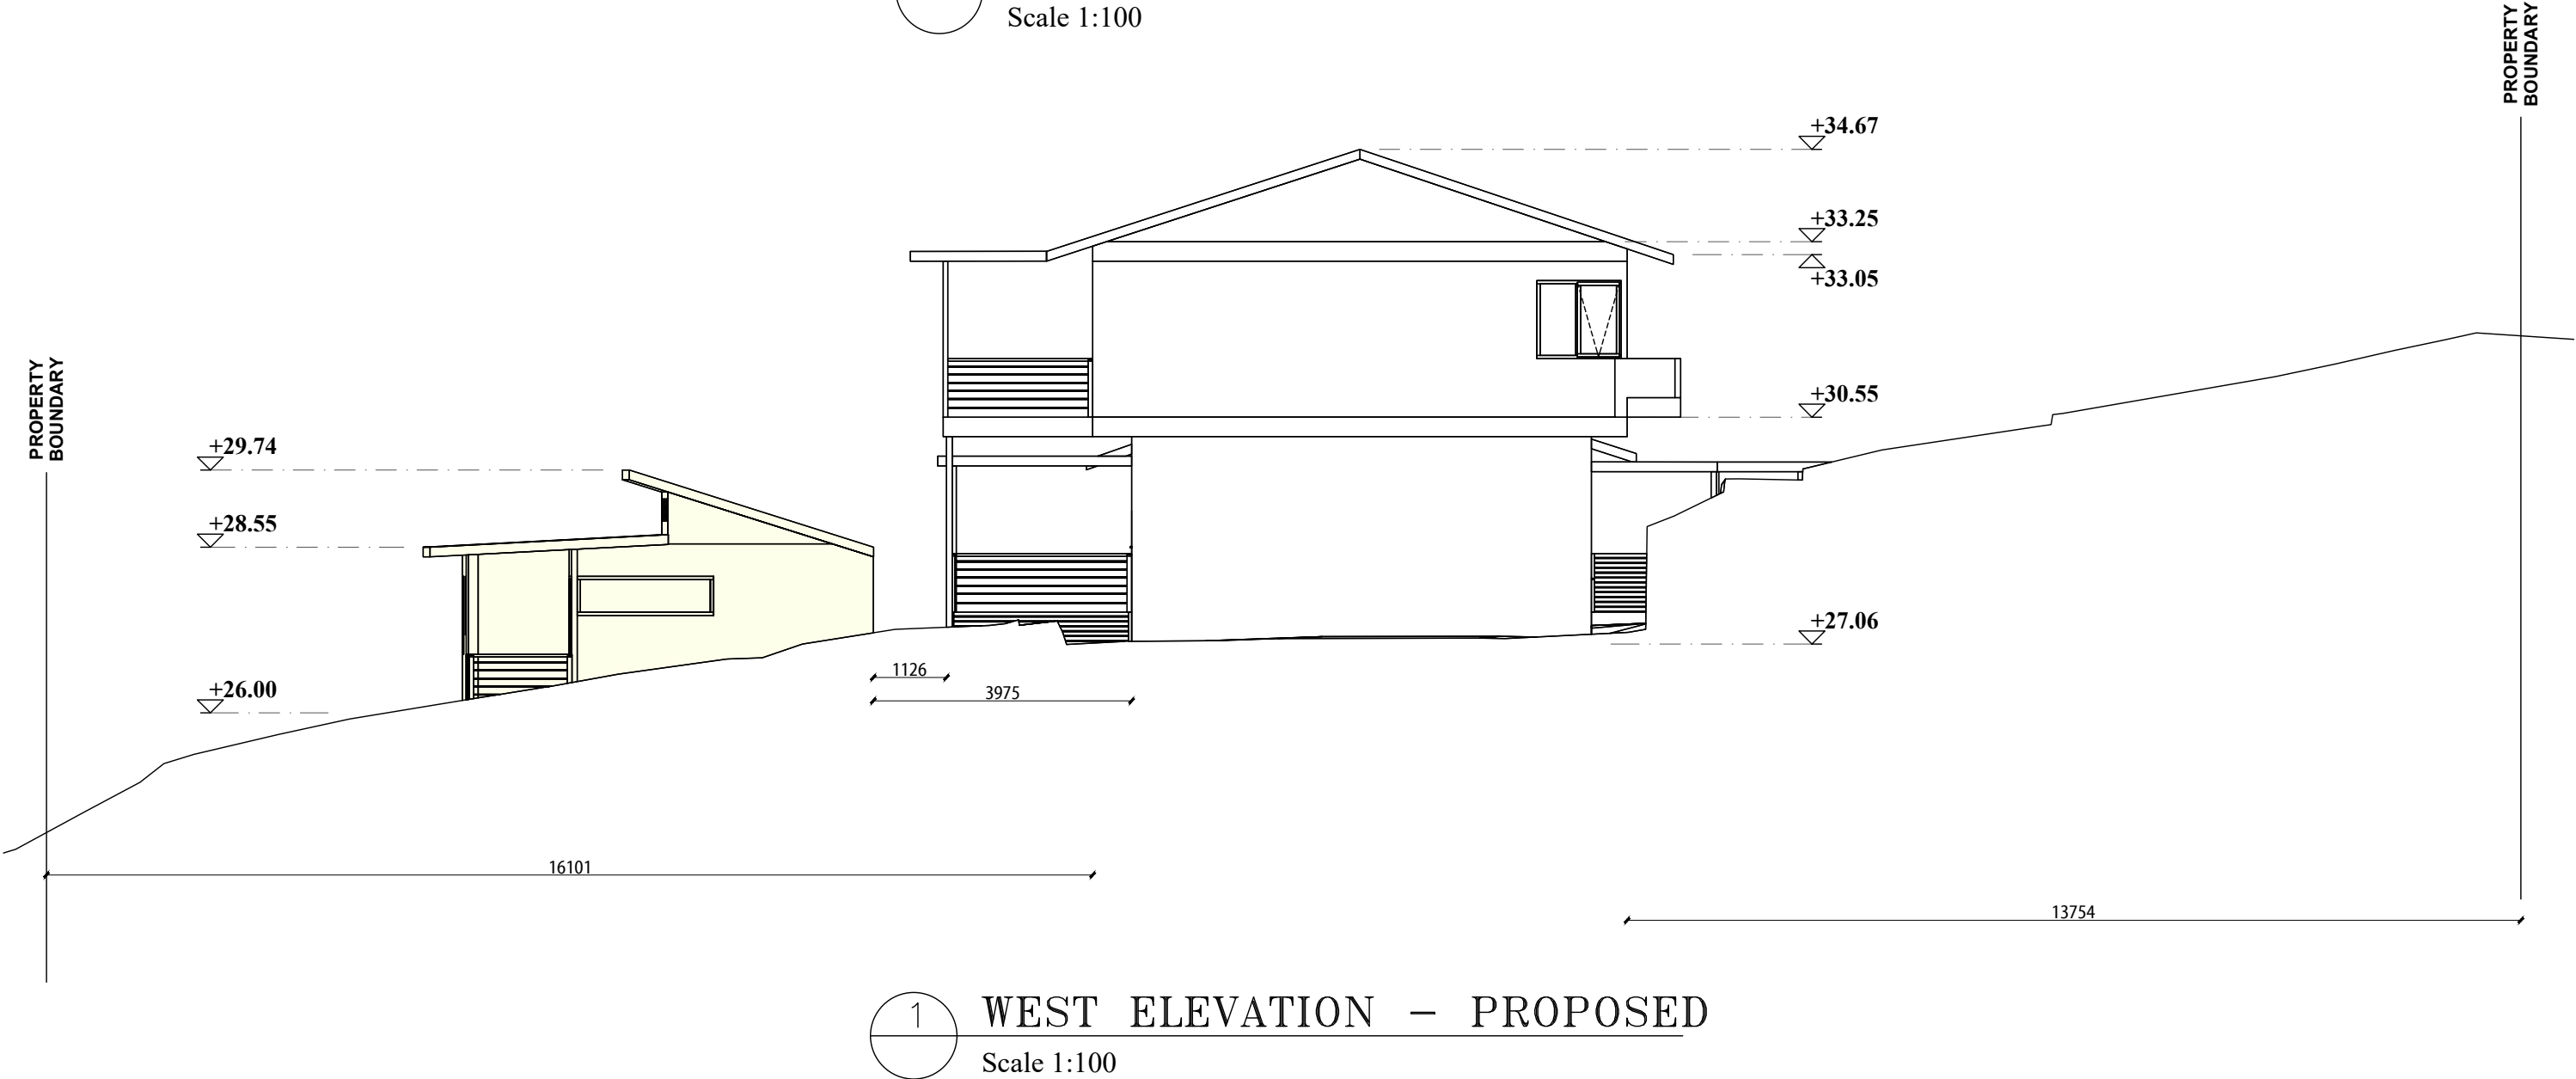 Scale 1:100
PROPERTY
BOUNDARY
+34.67
+33.25
+33.05
PROPERTY
BOUNDARY
+30.55
+29.74
+28.55
+27.06
1126
+26.00
3975
16101
13754
1
WEST ELEVATION - PROPOSED
Scale 1:100